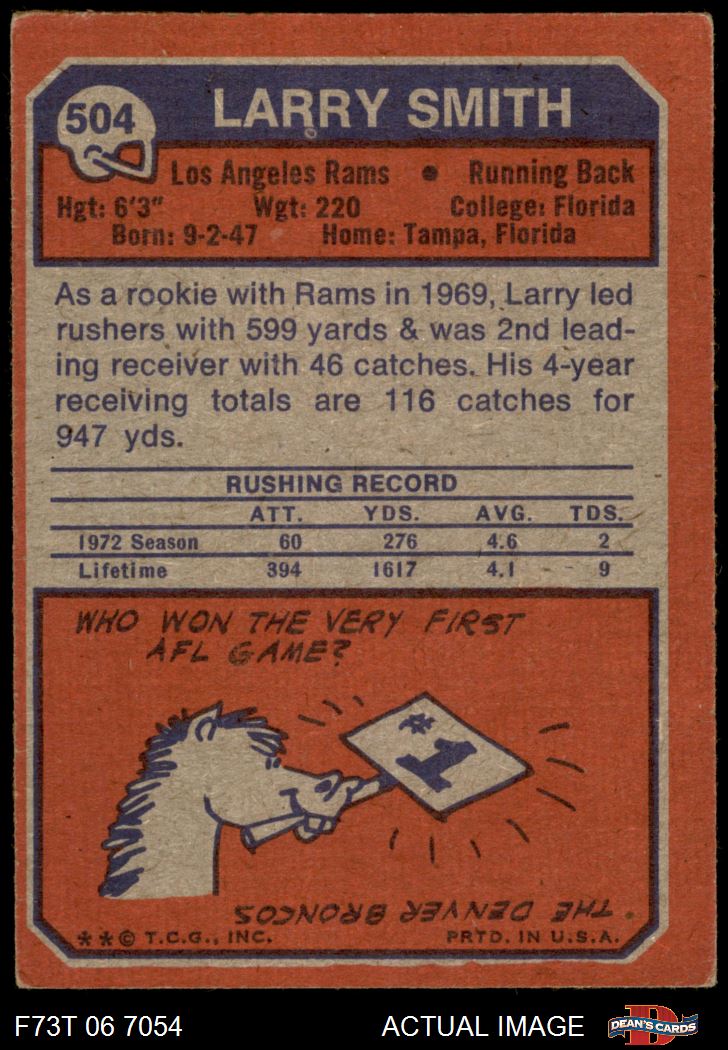 504
LARRY SMITH
Los Angeles Rams • Running Back
Hgt: 6'3" Wgt: 220 College: Florida
Born: 9-2-47 Home: Tampa, Florida
As a rookie with Rams in 1969, Larry led
rushers with 599 yards & was 2nd lead-
ing receiver with 46 catches. His 4-year
receiving totals are 116 catches for
947 yds.
RUSHING RECORD
ATT. YDS. AVG. TDS.
1972 Season 60 276 4.6 2
Lifetime 394 1617 4.1 9
WHO WON THE VERY FIRST
AFL GAME?
#1
THE DENVER BRONCOS.
**© T.C.G., INC. PRTD. IN U.S.A.
F73T 06 7054 ACTUAL IMAGE
D
DEAN'S CARDS